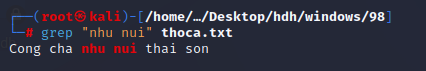 ┌──(root㉿kali)-[/home/…/Desktop/hdh/windows/98]
└─# grep "nhu nui" thoca.txt
Cong cha nhu nui thai son